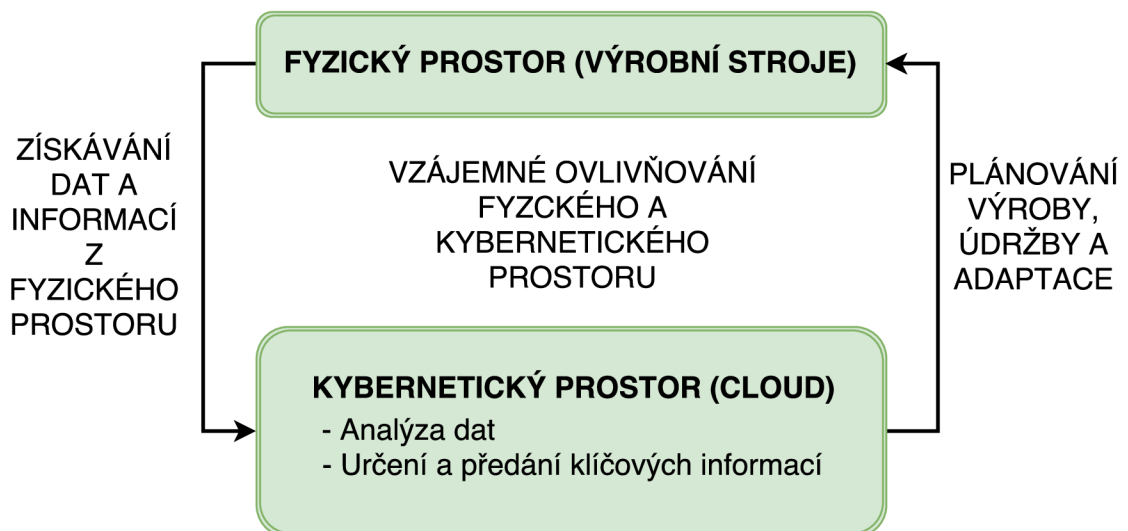 FYZICKÝ PROSTOR (VÝROBNÍ STROJE)
ZÍSKÁVÁNÍ
DAT A
INFORMACÍ
Z
FYZICKÉHO
PROSTORU
VZÁJEMNÉ OVLIVŇOVÁNÍ
FYZCKÉHO A
KYBERNETICKÉHO
PROSTORU
PLÁNOVÁNÍ
VÝROBY,
ÚDRŽBY A
ADAPTACE
KYBERNETICKÝ PROSTOR (CLOUD)
- Analýza dat
- Určení a předání klíčových informací